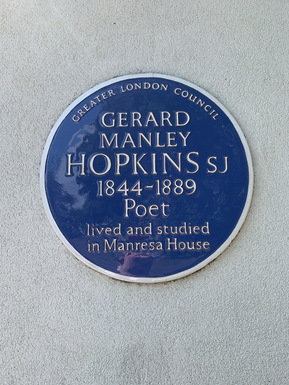 GREATER LONDON COUNCIL
GERARD
MANLEY
HOPKINS SJ
1844-1889
Poet
lived and studied
in Manresa House